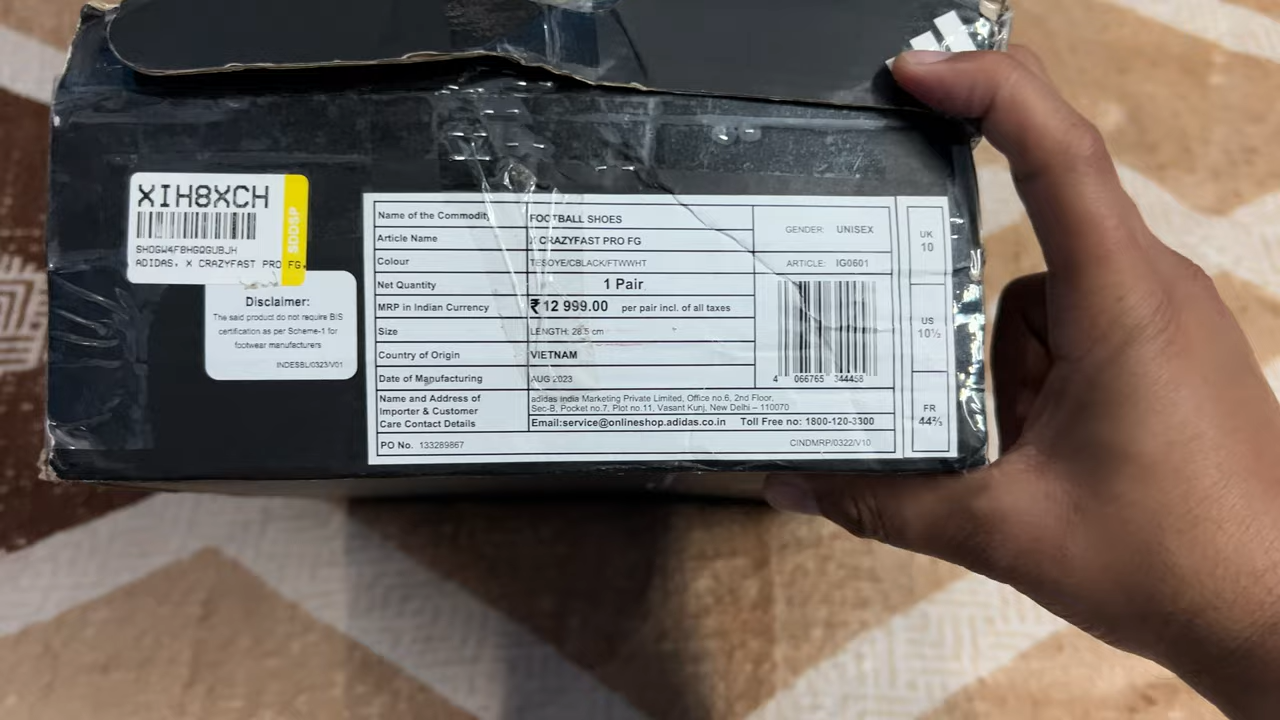 XIH8XCH
SDDSP
SHOGW4FBHGQGUBJH
ADIDAS, X CRAZYFAST PRO FG,
Disclaimer:
The said product do not require BIS
certification as per Scheme-1 for
footwear manufacturers
INDESBL/0323/V01
Name of the Commodity FOOTBALL SHOES
Article Name X CRAZYFAST PRO FG
Colour TESOYE/CBLACK/FTWWHT
Net Quantity 1 Pair
MRP in Indian Currency ₹12 999.00 per pair incl. of all taxes
Size LENGTH: 28.5 cm
Country of Origin VIETNAM
Date of Manufacturing AUG 2023
Name and Address of
Importer & Customer
Care Contact Details
adidas India Marketing Private Limited, Office no.6, 2nd Floor,
Sec-B, Pocket no.7, Plot no.11, Vasant Kunj, New Delhi – 110070
Email:service@onlineshop.adidas.co.in Toll Free no: 1800-120-3300
PO No. 133289867 CINDMRP/0322/V10
GENDER: UNISEX
ARTICLE: IG0601
4 066765 344458
UK
10
US
10½
FR
44⅔